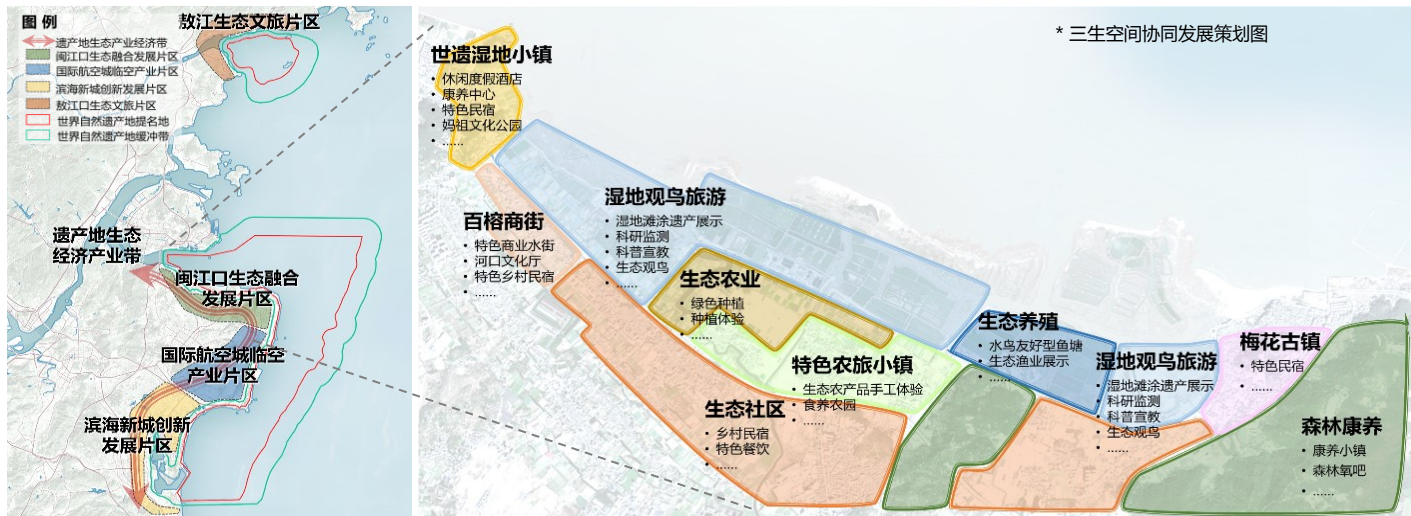 图 例
遗产地生态产业经济带
闽江口生态融合发展片区
国际航空城临空产业片区
滨海新城创新发展片区
敖江口生态文旅片区
世界自然遗产地提名地
世界自然遗产地缓冲带
敖江生态文旅片区
遗产地生态
经济产业带
闽江口生态融合
发展片区
国际航空城临空
产业片区
滨海新城创新
发展片区
* 三生空间协同发展策划图
世遗湿地小镇
• 休闲度假酒店
• 康养中心
• 特色民宿
• 妈祖文化公园
• ……
百榕商街
• 特色商业水街
• 河口文化厅
• 特色乡村民宿
• ……
湿地观鸟旅游
• 湿地滩涂遗产展示
• 科研监测
• 科普宣教
• 生态观鸟
• ……
生态农业
• 绿色种植
• 种植体验
• ……
特色农旅小镇
• 生态农产品手工体验
• 食养农园
• ……
生态社区
• 乡村民宿
• 特色餐饮
• ……
生态养殖
• 水鸟友好型鱼塘
• 生态渔业展示
• ……
湿地观鸟旅游
• 湿地滩涂遗产展示
• 科研监测
• 科普宣教
• 生态观鸟
• ……
梅花古镇
• 特色民宿
• ……
森林康养
• 康养小镇
• 森林氧吧
• ……